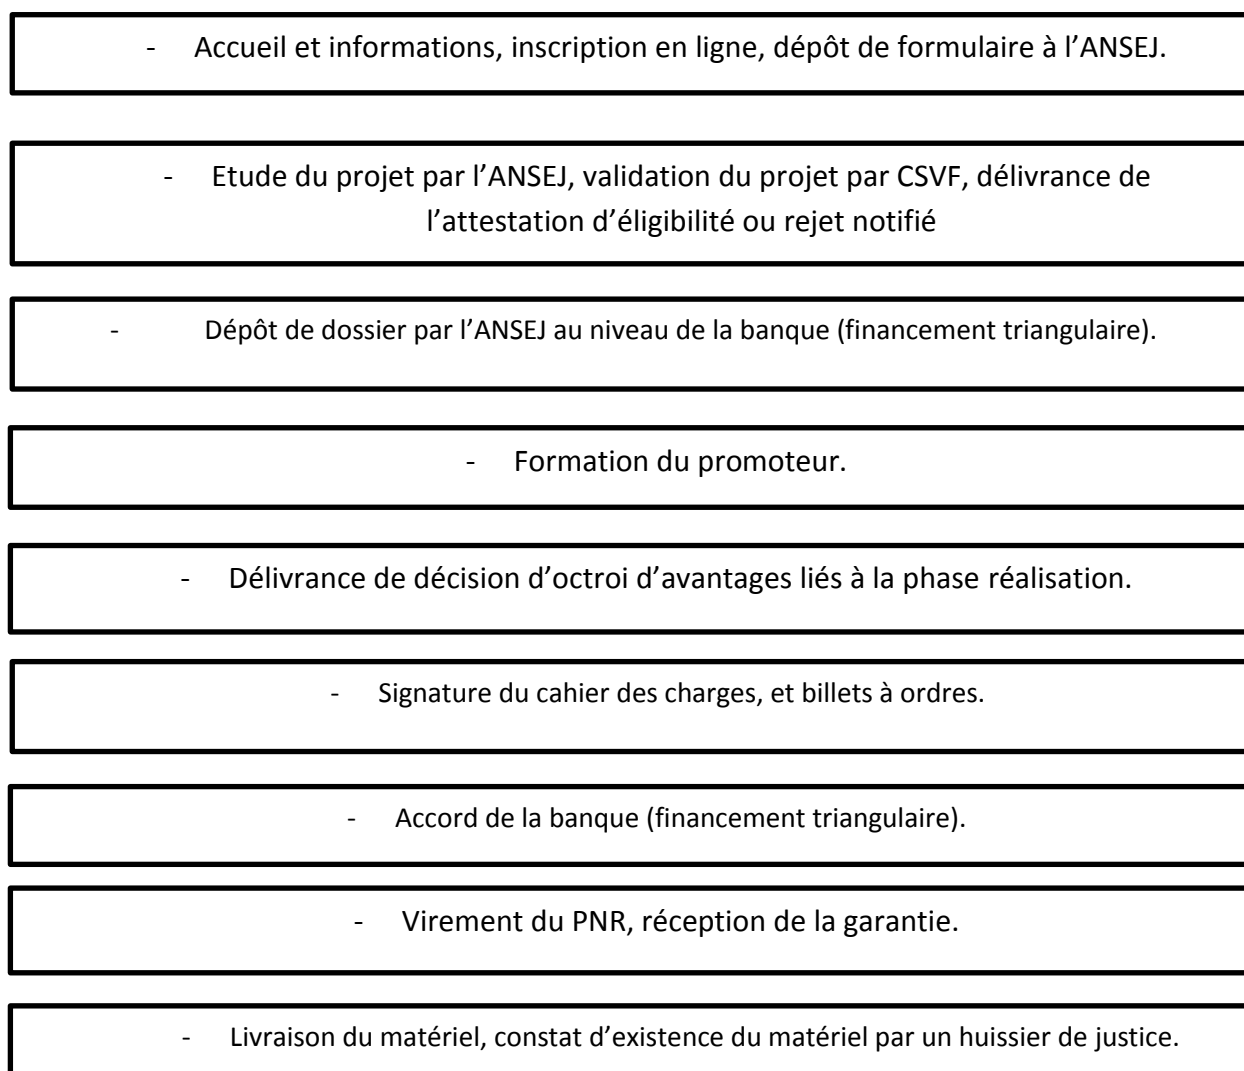 - Accueil et informations, inscription en ligne, dépôt de formulaire à l’ANSEJ.
- Etude du projet par l’ANSEJ, validation du projet par CSVF, délivrance de
l’attestation d’éligibilité ou rejet notifié
- Dépôt de dossier par l’ANSEJ au niveau de la banque (financement triangulaire).
- Formation du promoteur.
- Délivrance de décision d’octroi d’avantages liés à la phase réalisation.
- Signature du cahier des charges, et billets à ordres.
- Accord de la banque (financement triangulaire).
- Virement du PNR, réception de la garantie.
- Livraison du matériel, constat d’existence du matériel par un huissier de justice.